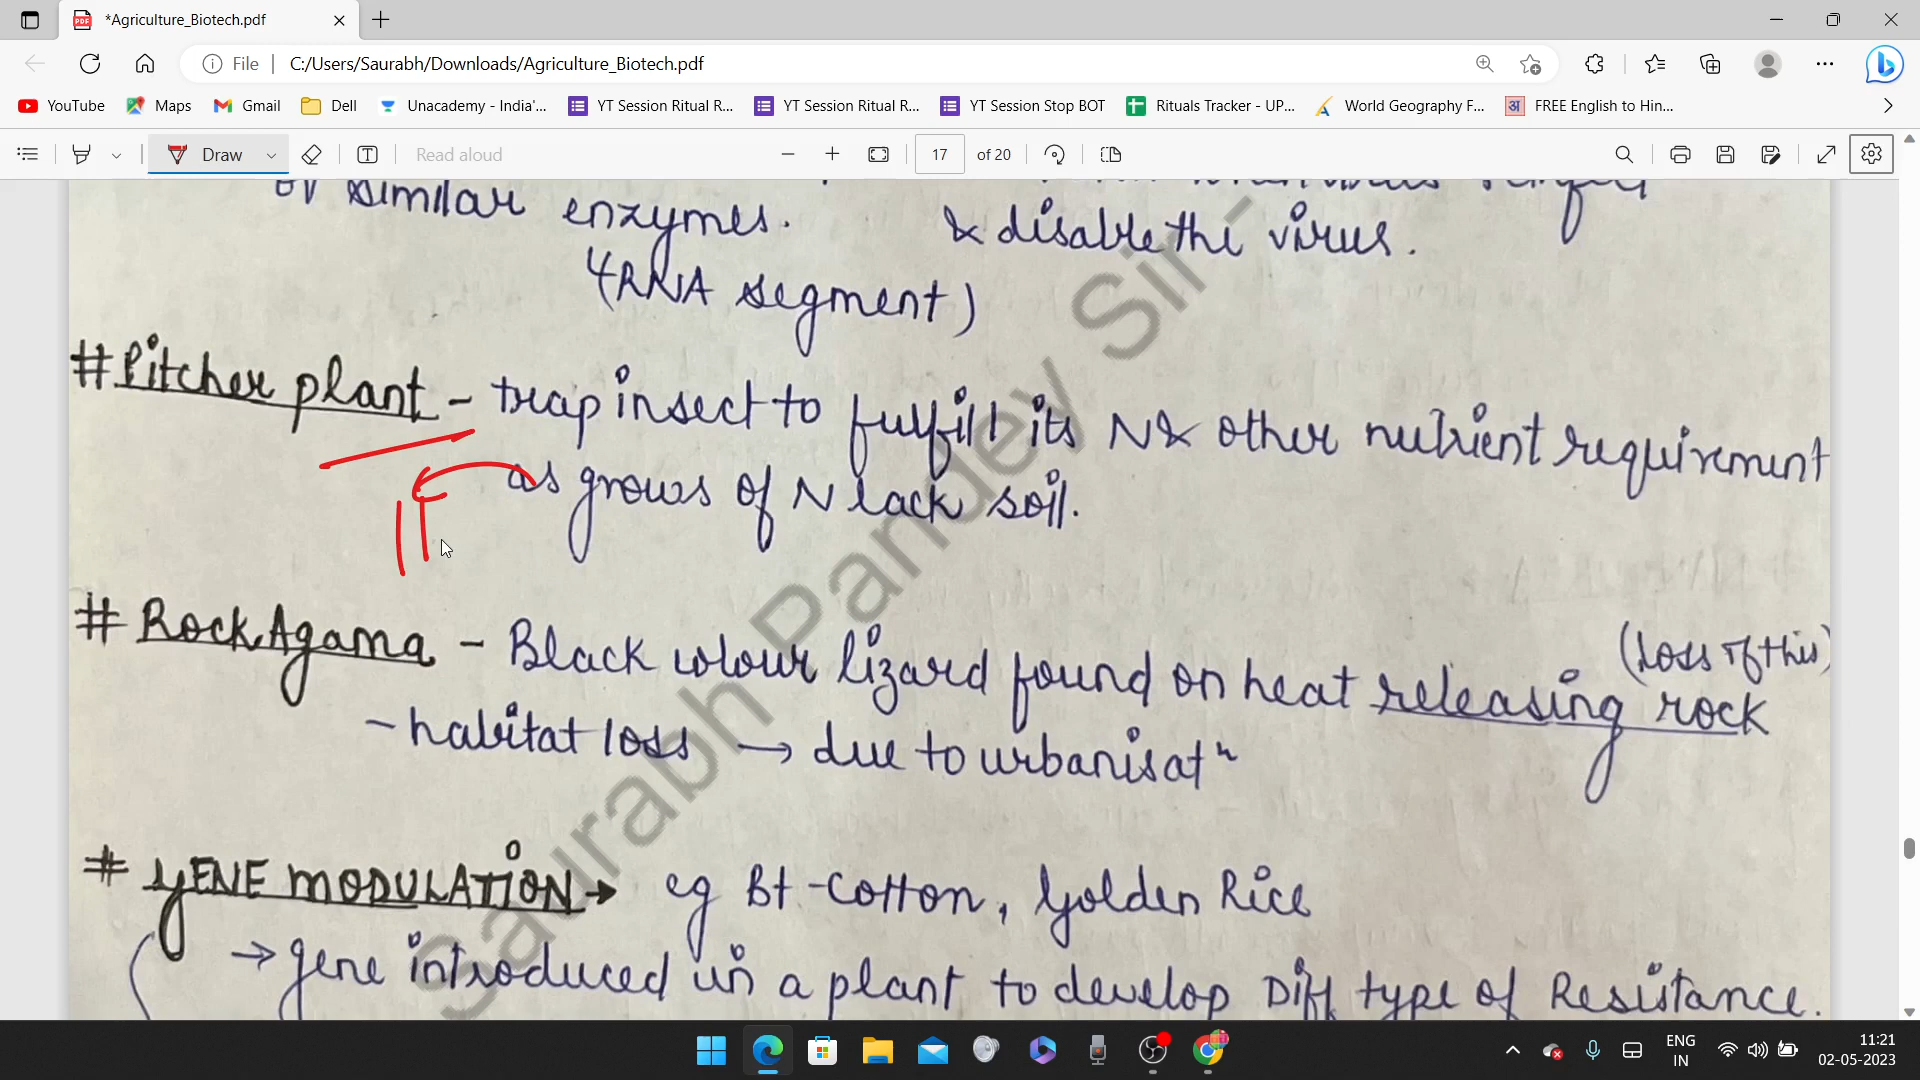 *Agriculture_Biotech.pdf
File C:/Users/Saurabh/Downloads/Agriculture_Biotech.pdf
YouTube Maps Gmail Dell Unacademy - India'... YT Session Ritual R... YT Session Ritual R... YT Session Stop BOT Rituals Tracker - UP... World Geography F... FREE English to Hin...
Draw Read aloud 17 of 20
of similar enzymes.
& disable the virus.
(RNA segment)
#Pitcher plant - trap insect to fulfill its N & other nutrient requirement
as grows of N lack soil.
(Loss of this)
# Rock Agama - Black colour lizard found on heat releasing rock
- habitat loss → due to urbanisatn
# GENE MODULATION → eg Bt-Cotton, Golden Rice
→ gene introduced in a plant to develop Diff type of Resistance.
Saurabh Pandey Sir -
ENG
IN
11:21
02-05-2023